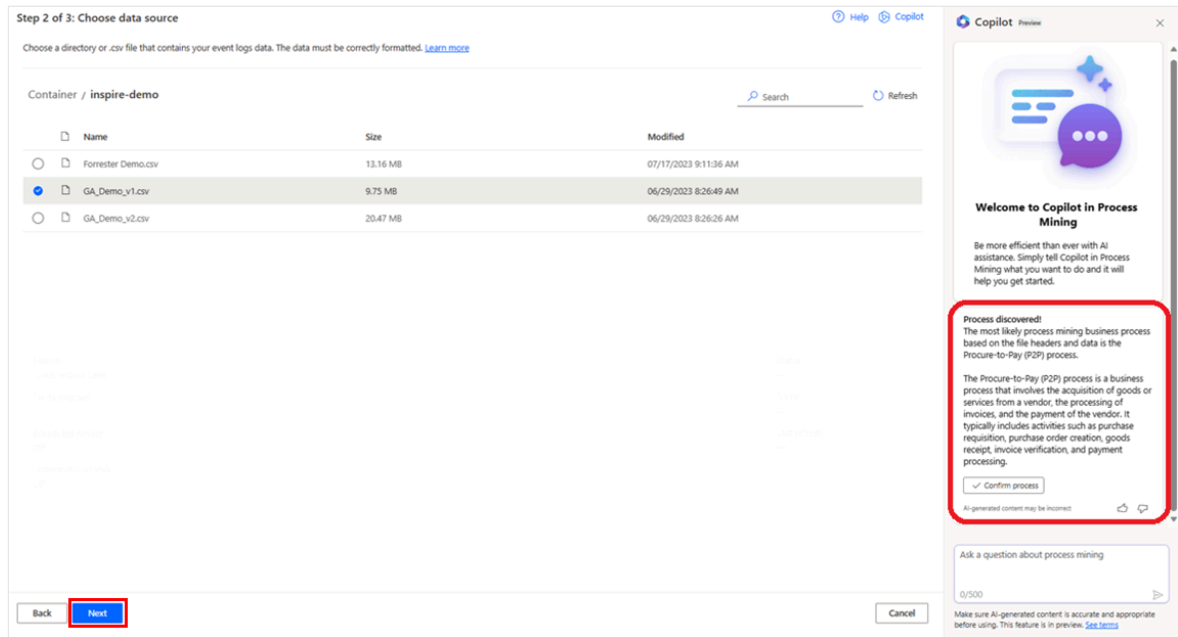 Step 2 of 3: Choose data source
Help
Copilot
Choose a directory or .csv file that contains your event logs data. The data must be correctly formatted. Learn more
Container / inspire-demo
Search
Refresh
Name
Size
Modified
Forrester Demo.csv
13.16 MB
07/17/2023 9:11:36 AM
GA_Demo_v1.csv
9.75 MB
06/29/2023 8:26:49 AM
GA_Demo_v2.csv
20.47 MB
06/29/2023 8:26:26 AM
Back
Next
Cancel
Copilot Preview
Welcome to Copilot in Process
Mining
Be more efficient than ever with AI
assistance. Simply tell Copilot in Process
Mining what you want to do and it will
help you get started.
Process discovered!
The most likely process mining business process
based on the file headers and data is the
Procure-to-Pay (P2P) process.
The Procure-to-Pay (P2P) process is a business
process that involves the acquisition of goods or
services from a vendor, the processing of
invoices, and the payment of the vendor. It
typically includes activities such as purchase
requisition, purchase order creation, goods
receipt, invoice verification, and payment
processing.
Confirm process
AI-generated content may be incorrect
Ask a question about process mining
0/500
Make sure AI-generated content is accurate and appropriate
before using. This feature is in preview. See terms